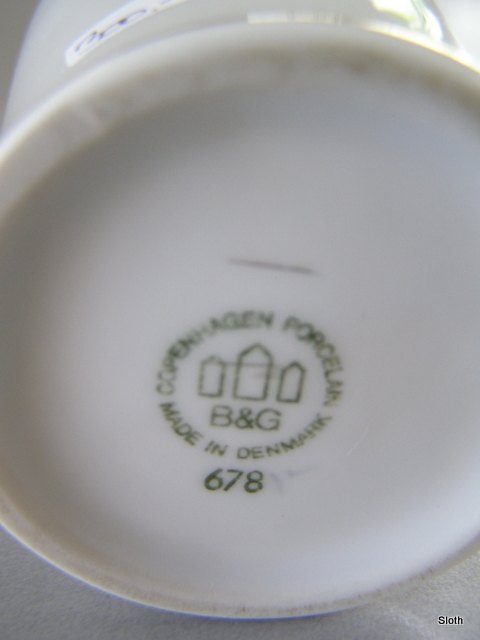 COPENHAGEN PORCELAIN
B&G
MADE IN DENMARK
678
Sloth